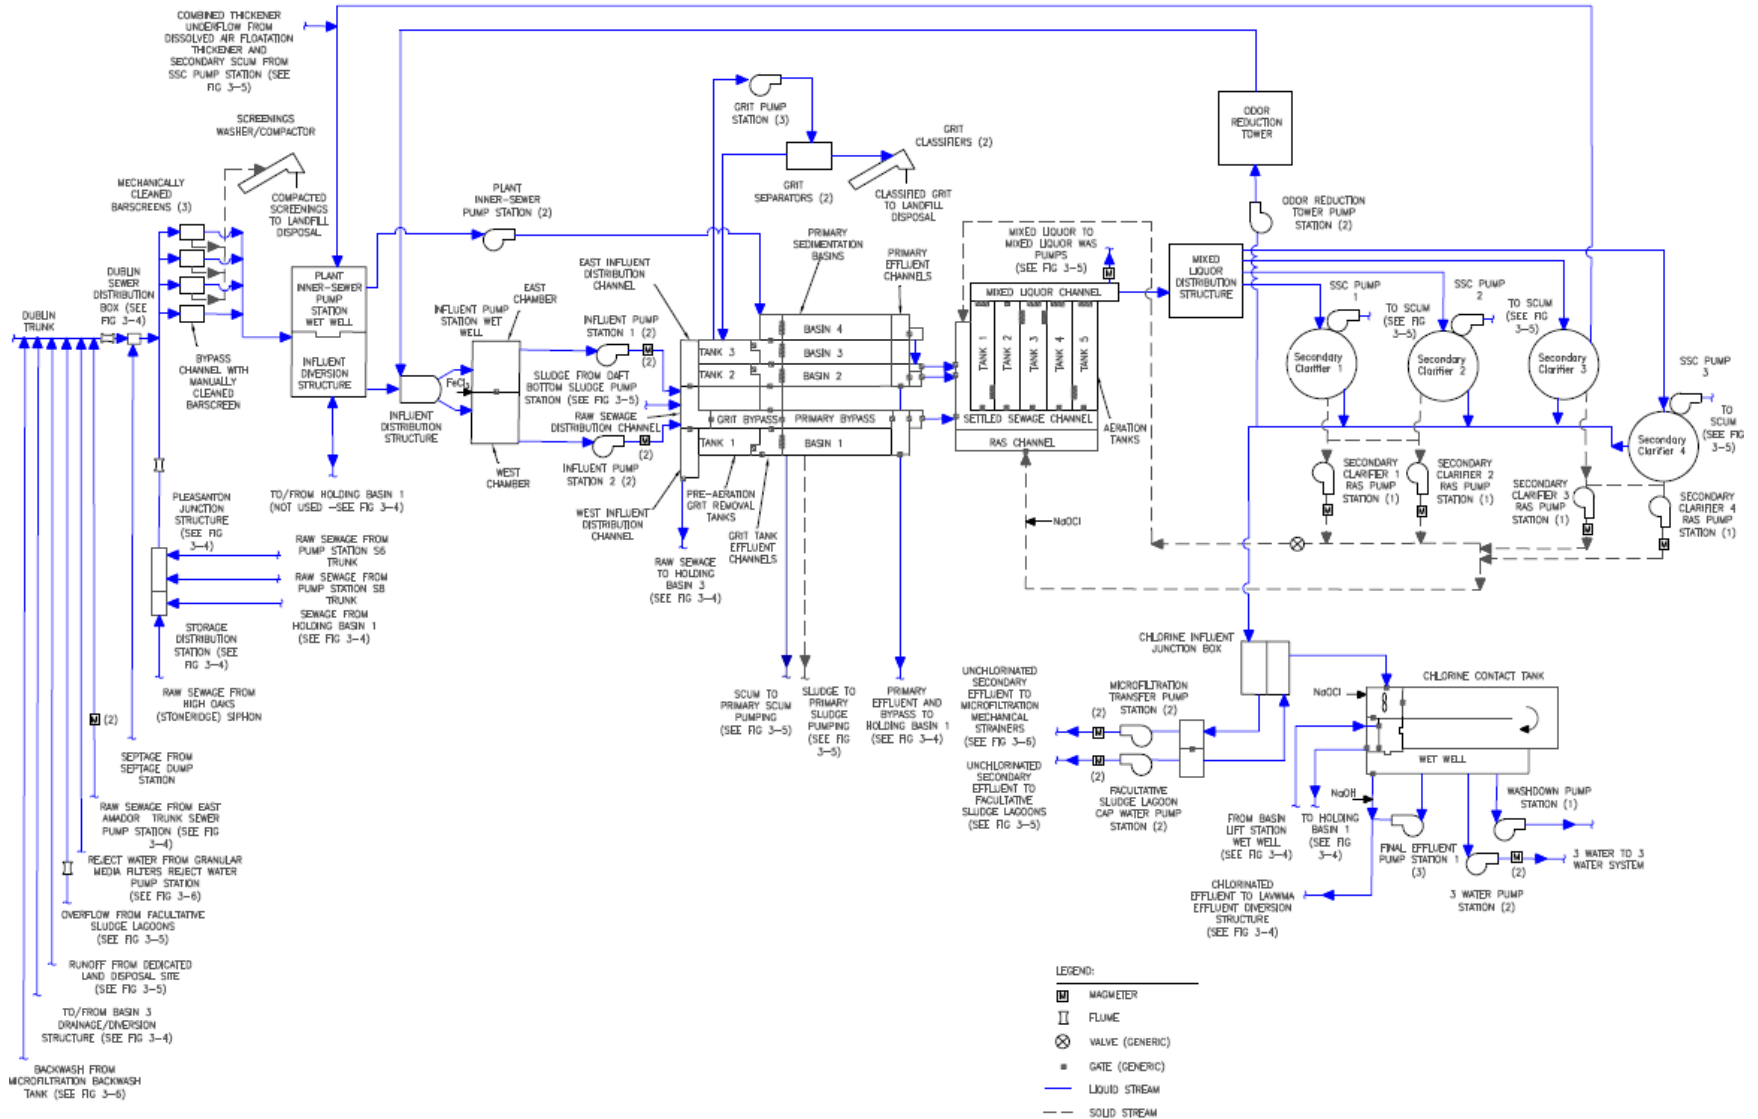 COMBINED THICKENER
UNDERFLOW FROM
DISSOLVED AIR FLOATATION
THICKENER AND
SECONDARY SCUM FROM
SSC PUMP STATION (SEE
FIG 3-5)
SCREENINGS
WASHER/COMPACTOR
MECHANICALLY
CLEANED
BARSCREENS (3)
COMPACTED
SCREENINGS
TO LANDFILL
DISPOSAL
DUBLIN
SEWER
DISTRIBUTION
BOX (SEE
FIG 3-4)
DUBLIN
TRUNK
BYPASS
CHANNEL WITH
MANUALLY
CLEANED
BARSCREEN
PLANT
INNER-SEWER
PUMP
STATION
WET WELL
INFLUENT
DIVERSION
STRUCTURE
PLANT
INNER-SEWER
PUMP STATION (2)
INFLUENT
DISTRIBUTION
STRUCTURE
FeCl3
INFLUENT PUMP
STATION WET
WELL
EAST
CHAMBER
WEST
CHAMBER
TO/FROM HOLDING BASIN 1
(NOT USED -SEE FIG 3-4)
GRIT PUMP
STATION (3)
GRIT
SEPARATORS (2)
GRIT
CLASSIFIERS (2)
CLASSIFIED GRIT
TO LANDFILL
DISPOSAL
EAST INFLUENT
DISTRIBUTION
CHANNEL
INFLUENT PUMP
STATION 1 (2)
(2)
SLUDGE FROM DAFT
BOTTOM SLUDGE PUMP
STATION (SEE FIG 3-5)
RAW SEWAGE
DISTRIBUTION CHANNEL
(2)
INFLUENT PUMP
STATION 2 (2)
WEST INFLUENT
DISTRIBUTION
CHANNEL
PRE-AERATION
GRIT REMOVAL
TANKS
GRIT TANK
EFFLUENT
CHANNELS
PRIMARY
SEDIMENTATION
BASINS
PRIMARY
EFFLUENT
CHANNELS
BASIN 4
TANK 3
BASIN 3
TANK 2
BASIN 2
GRIT BYPASS
PRIMARY BYPASS
TANK 1
BASIN 1
RAW SEWAGE
TO HOLDING
BASIN 3
(SEE FIG 3-4)
SCUM TO
PRIMARY SCUM
PUMPING
(SEE FIG 3-5)
SLUDGE TO
PRIMARY
SLUDGE
PUMPING
(SEE FIG
3-5)
PRIMARY
EFFLUENT AND
BYPASS TO
HOLDING BASIN 1
(SEE FIG 3-4)
MIXED LIQUOR TO
MIXED LIQUOR WAS
PUMPS
(SEE FIG 3-5)
MIXED LIQUOR CHANNEL
TANK 1
TANK 2
TANK 3
TANK 4
TANK 5
SETTLED SEWAGE CHANNEL
RAS CHANNEL
AERATION
TANKS
NaOCl
ODOR
REDUCTION
TOWER
ODOR REDUCTION
TOWER PUMP
STATION (2)
MIXED
LIQUOR
DISTRIBUTION
STRUCTURE
SSC PUMP
1
SSC PUMP
2
TO SCUM
(SEE FIG
3-5)
TO SCUM
(SEE FIG
3-5)
SSC PUMP
3
TO
SCUM
(SEE FIG
3-5)
Secondary
Clarifier 1
Secondary
Clarifier 2
Secondary
Clarifier 3
Secondary
Clarifier 4
SECONDARY
CLARIFIER 1
RAS PUMP
STATION (1)
SECONDARY
CLARIFIER 2
RAS PUMP
STATION (1)
SECONDARY
CLARIFIER 3
RAS PUMP
STATION (1)
SECONDARY
CLARIFIER 4
RAS PUMP
STATION (1)
PLEASANTON
JUNCTION
STRUCTURE
(SEE FIG
3-4)
RAW SEWAGE FROM
PUMP STATION S6
TRUNK
RAW SEWAGE FROM
PUMP STATION S8
TRUNK
SEWAGE FROM
HOLDING BASIN 1
(SEE FIG 3-4)
STORAGE
DISTRIBUTION
STATION (SEE
FIG 3-4)
RAW SEWAGE FROM
HIGH OAKS
(STONERIDGE) SIPHON
M (2)
SEPTAGE FROM
SEPTAGE DUMP
STATION
RAW SEWAGE FROM EAST
AMADOR TRUNK SEWER
PUMP STATION (SEE FIG
3-4)
REJECT WATER FROM GRANULAR
MEDIA FILTERS REJECT WATER
PUMP STATION
(SEE FIG 3-6)
OVERFLOW FROM FACULTATIVE
SLUDGE LAGOONS
(SEE FIG 3-5)
RUNOFF FROM DEDICATED
LAND DISPOSAL SITE
(SEE FIG 3-5)
TO/FROM BASIN 3
DRAINAGE/DIVERSION
STRUCTURE (SEE FIG 3-4)
BACKWASH FROM
MICROFILTRATION BACKWASH
TANK (SEE FIG 3-6)
CHLORINE INFLUENT
JUNCTION BOX
UNCHLORINATED
SECONDARY
EFFLUENT TO
MICROFILTRATION
MECHANICAL
STRAINERS
(SEE FIG 3-6)
MICROFILTRATION
TRANSFER PUMP
STATION (2)
(2)
(2)
UNCHLORINATED
SECONDARY
EFFLUENT TO
FACULTATIVE
SLUDGE LAGOONS
(SEE FIG 3-5)
FACULTATIVE
SLUDGE LAGOON
CAP WATER PUMP
STATION (2)
CHLORINE CONTACT TANK
NaOCl
WET WELL
NaOH
FROM BASIN
LIFT STATION
WET WELL
(SEE FIG 3-4)
TO HOLDING
BASIN 1
(SEE FIG
3-4)
FINAL EFFLUENT
PUMP STATION 1
(3)
WASHDOWN PUMP
STATION (1)
3 WATER TO 3
WATER SYSTEM
(2)
3 WATER PUMP
STATION (2)
CHLORINATED
EFFLUENT TO LAVWMA
EFFLUENT DIVERSION
STRUCTURE
(SEE FIG 3-4)
LEGEND:
M MAGMETER
FLUME
VALVE (GENERIC)
GATE (GENERIC)
LIQUID STREAM
SOLID STREAM